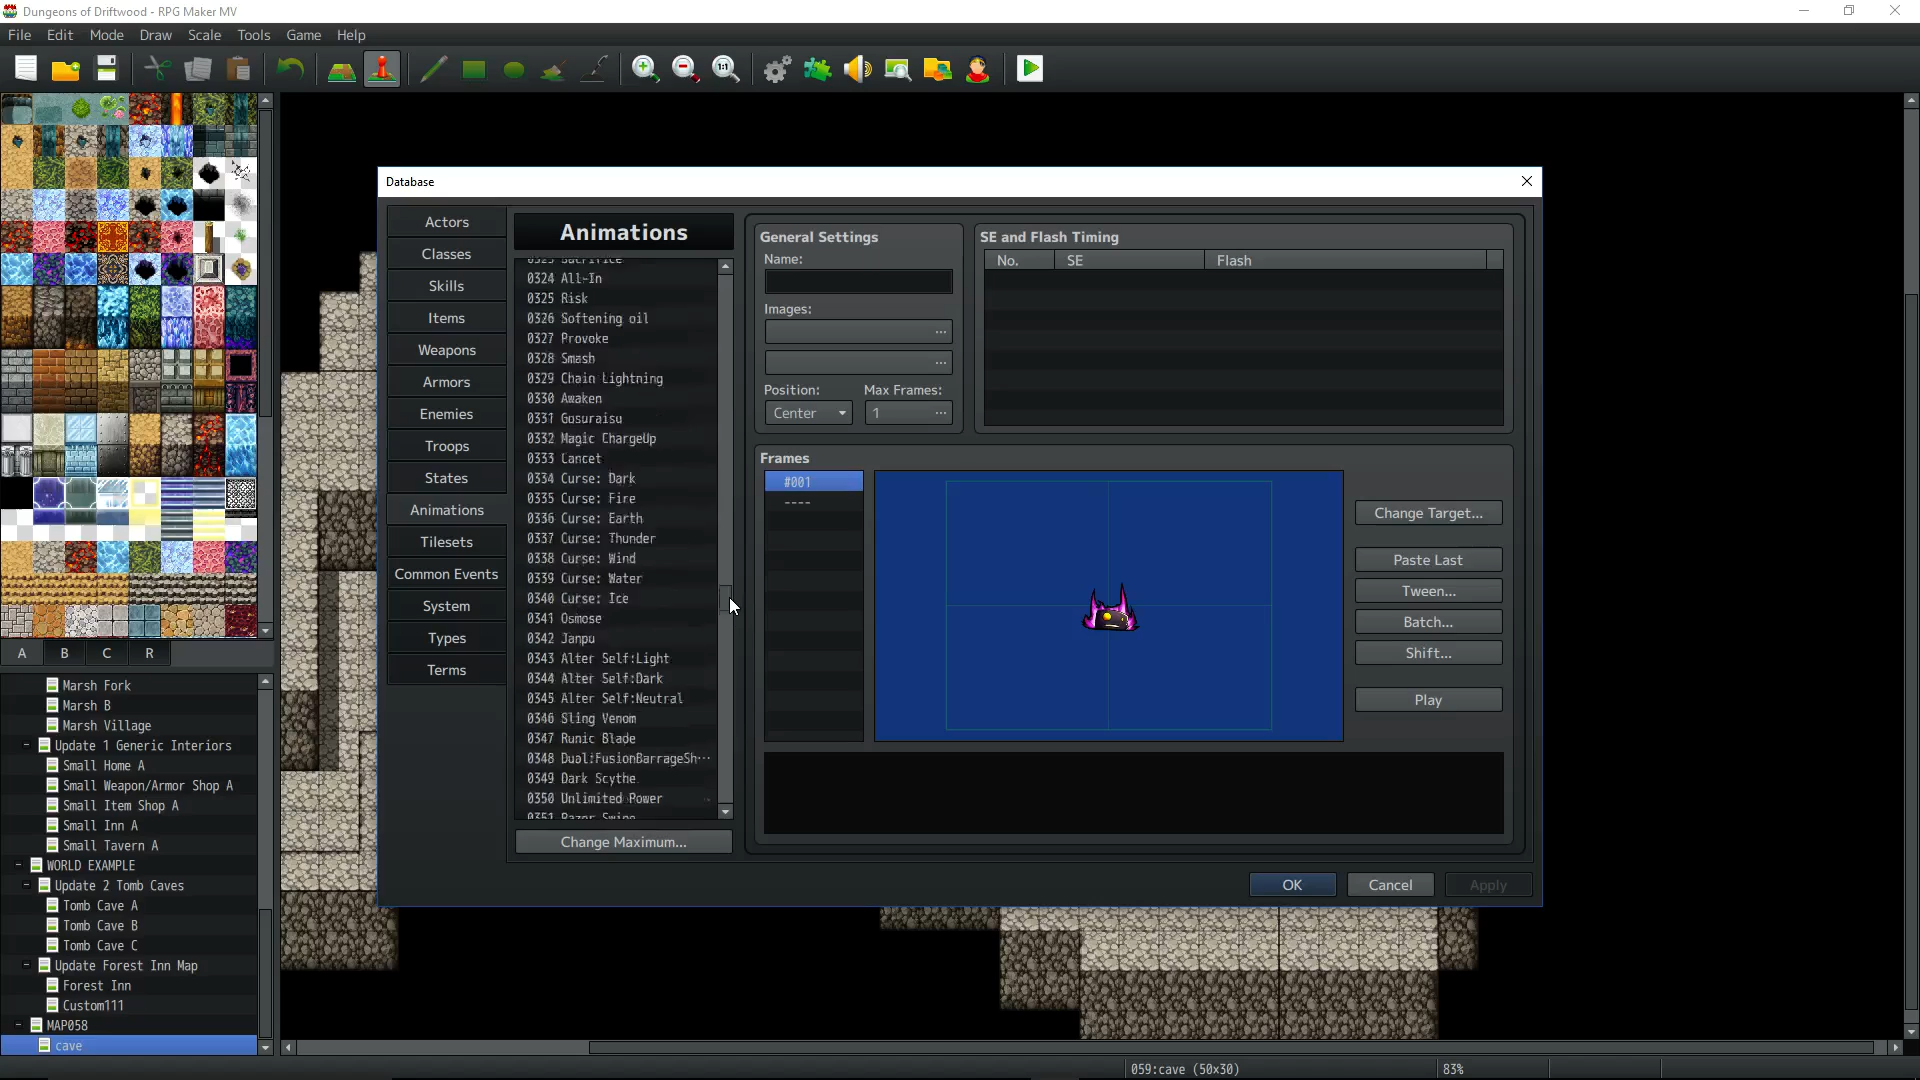 Dungeons of Driftwood - RPG Maker MV
File Edit Mode Draw Scale Tools Game Help
1:1
Database
Actors
Classes
Skills
Items
Weapons
Armors
Enemies
Troops
States
Animations
Tilesets
Common Events
System
Types
Terms
Animations
0323 Sacrifice
0324 All-In
0325 Risk
0326 Softening oil
0327 Provoke
0328 Smash
0329 Chain Lightning
0330 Awaken
0331 Gosuraisu
0332 Magic ChargeUp
0333 Lancet
0334 Curse: Dark
0335 Curse: Fire
0336 Curse: Earth
0337 Curse: Thunder
0338 Curse: Wind
0339 Curse: Water
0340 Curse: Ice
0341 Osmose
0342 Janpu
0343 Alter Self:Light
0344 Alter Self:Dark
0345 Alter Self:Neutral
0346 Sling Venom
0347 Runic Blade
0348 Dual:FusionBarrageSh...
0349 Dark Scythe
0350 Unlimited Power
0351 Razor Swipe
Change Maximum...
General Settings
Name:
Images:
...
...
Position: Max Frames:
Center 1 ...
SE and Flash Timing
No. SE Flash
Frames
#001
----
Change Target...
Paste Last
Tween...
Batch...
Shift...
Play
OK Cancel Apply
A B C R
Marsh Fork
Marsh B
Marsh Village
Update 1 Generic Interiors
Small Home A
Small Weapon/Armor Shop A
Small Item Shop A
Small Inn A
Small Tavern A
WORLD EXAMPLE
Update 2 Tomb Caves
Tomb Cave A
Tomb Cave B
Tomb Cave C
Update Forest Inn Map
Forest Inn
Custom111
MAP058
cave
059:cave (50x30) 83%